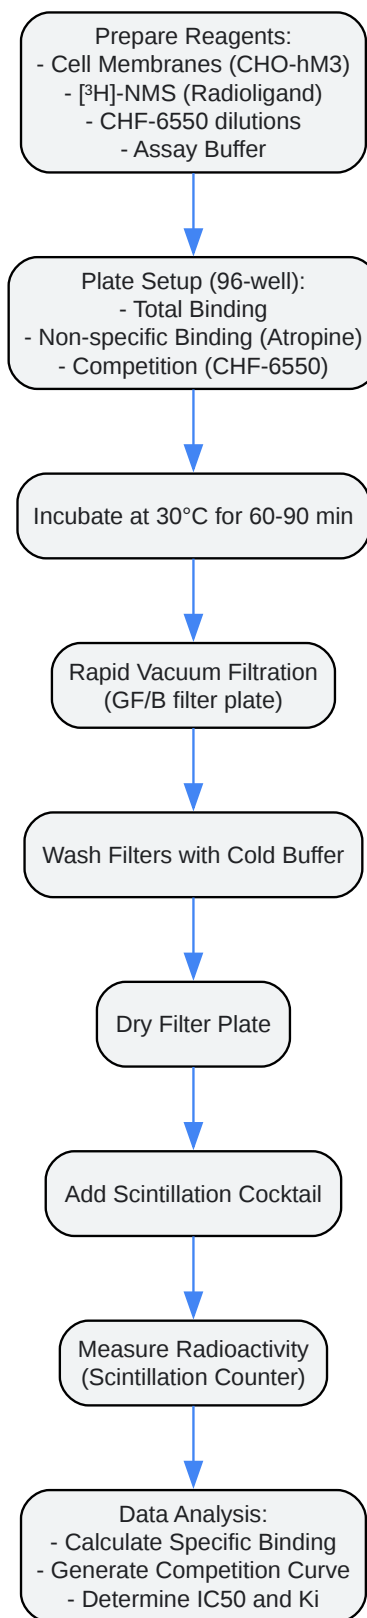 Prepare Reagents:
- Cell Membranes (CHO-hM3)
- [³H]-NMS (Radioligand)
- CHF-6550 dilutions
- Assay Buffer
Plate Setup (96-well):
- Total Binding
- Non-specific Binding (Atropine)
- Competition (CHF-6550)
Incubate at 30°C for 60-90 min
Rapid Vacuum Filtration
(GF/B filter plate)
Wash Filters with Cold Buffer
Dry Filter Plate
Add Scintillation Cocktail
Measure Radioactivity
(Scintillation Counter)
Data Analysis:
- Calculate Specific Binding
- Generate Competition Curve
- Determine IC50 and Ki